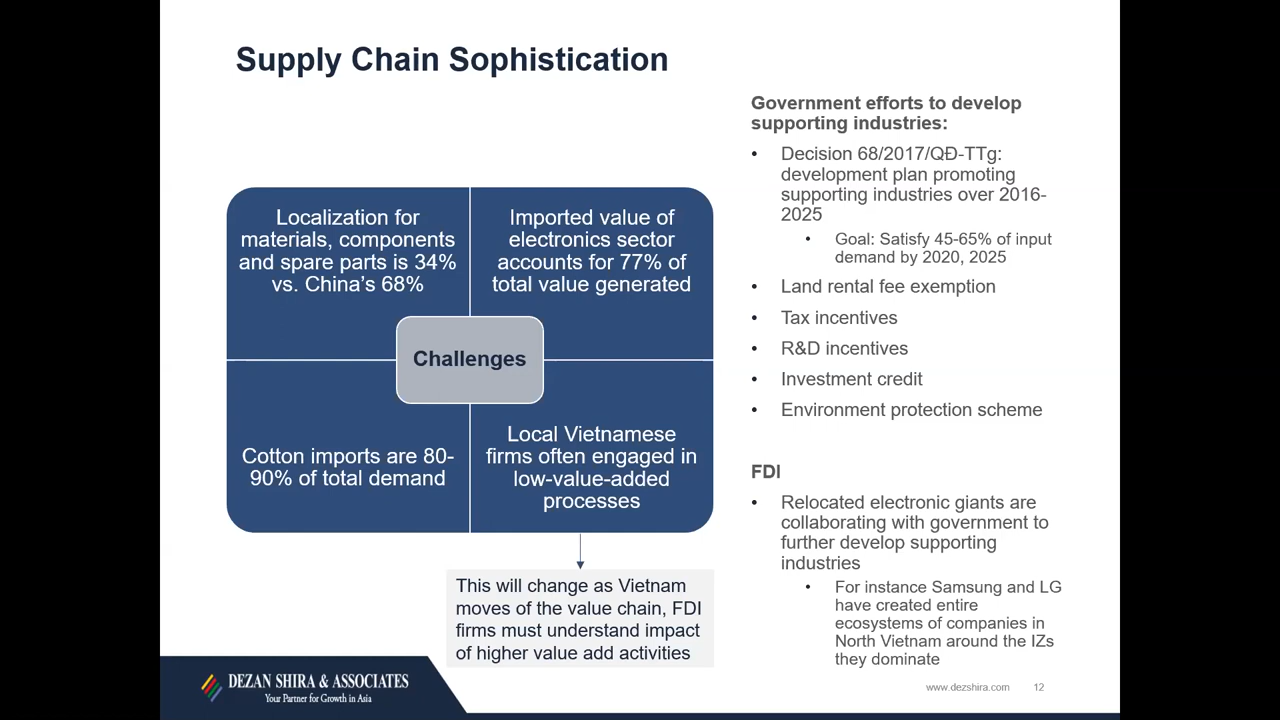 Supply Chain Sophistication
Localization for
materials, components
and spare parts is 34%
vs. China's 68%
Imported value of
electronics sector
accounts for 77% of
total value generated
Challenges
Cotton imports are 80-
90% of total demand
Local Vietnamese
firms often engaged in
low-value-added
processes
This will change as Vietnam
moves of the value chain, FDI
firms must understand impact
of higher value add activities
Government efforts to develop
supporting industries:
• Decision 68/2017/QĐ-TTg:
development plan promoting
supporting industries over 2016-
2025
• Goal: Satisfy 45-65% of input
demand by 2020, 2025
• Land rental fee exemption
• Tax incentives
• R&D incentives
• Investment credit
• Environment protection scheme
FDI
• Relocated electronic giants are
collaborating with government to
further develop supporting
industries
• For instance Samsung and LG
have created entire
ecosystems of companies in
North Vietnam around the IZs
they dominate
DEZAN SHIRA & ASSOCIATES
Your Partner for Growth in Asia
www.dezshira.com 12